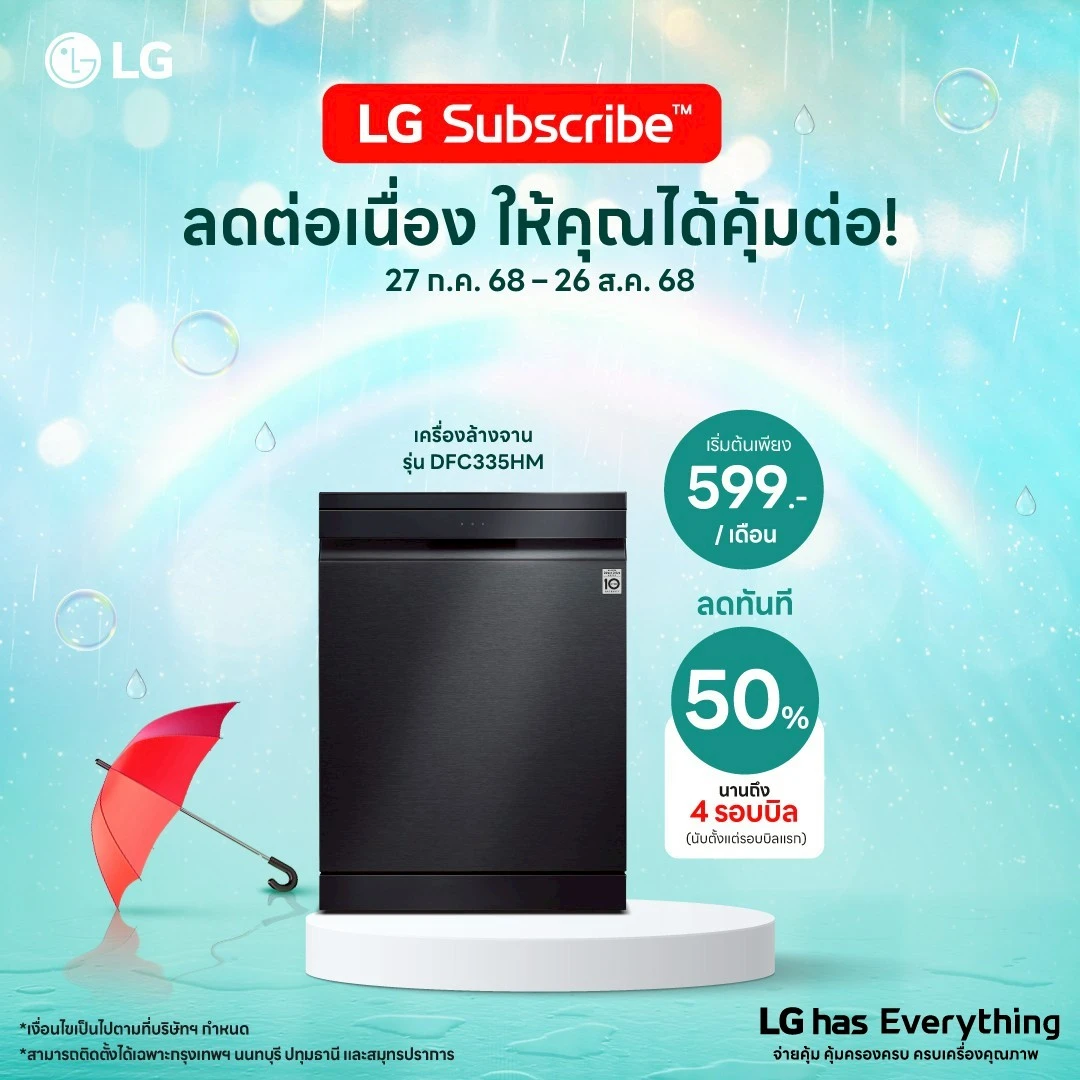 LG
LG Subscribe™
ลดต่อเนื่อง ให้คุณได้คุ้มต่อ!
27 ก.ค. 68 – 26 ส.ค. 68
เครื่องล้างจาน
รุ่น DFC335HM
เริ่มต้นเพียง
599.-
/ เดือน
ลดทันที
50%
นานถึง
4 รอบบิล
(นับตั้งแต่รอบบิลแรก)
10
*เงื่อนไขเป็นไปตามที่บริษัทฯ กำหนด
*สามารถติดตั้งได้เฉพาะกรุงเทพฯ นนทบุรี ปทุมธานี และสมุทรปราการ
LG has Everything
จ่ายคุ้ม คุ้มครองครบ ครบเครื่องคุณภาพ